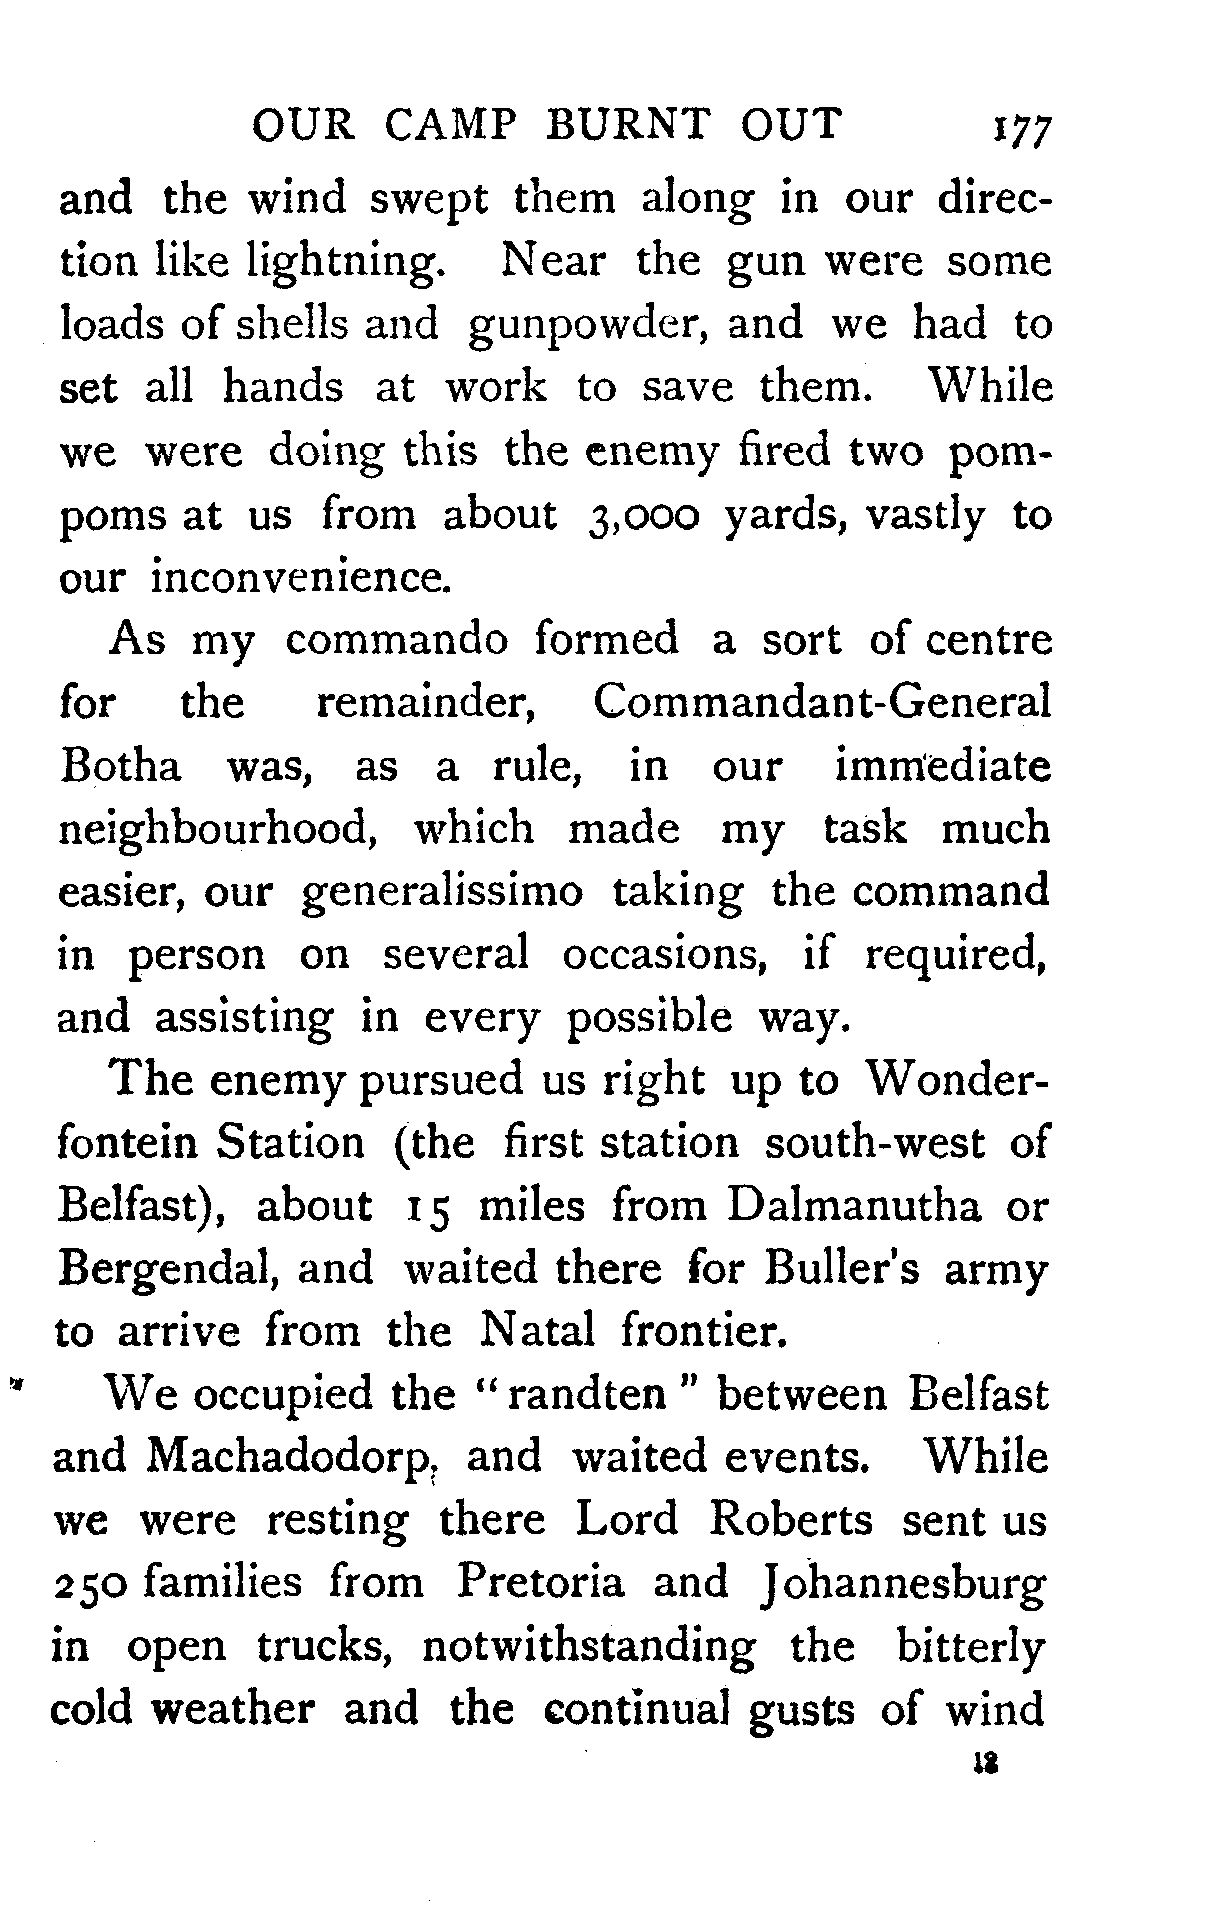 OUR CAMP BURNT OUT 177
and the wind swept them along in our direc-
tion like lightning. Near the gun were some
loads of shells and gunpowder, and we had to
set all hands at work to save them. While
we were doing this the enemy fired two pom-
poms at us from about 3,000 yards, vastly to
our inconvenience.
As my commando formed a sort of centre
for the remainder, Commandant-General
Botha was, as a rule, in our immediate
neighbourhood, which made my task much
easier, our generalissimo taking the command
in person on several occasions, if required,
and assisting in every possible way.
The enemy pursued us right up to Wonder-
fontein Station (the first station south-west of
Belfast), about 15 miles from Dalmanutha or
Bergendal, and waited there for Buller's army
to arrive from the Natal frontier.
We occupied the "randten" between Belfast
and Machadodorp, and waited events. While
we were resting there Lord Roberts sent us
250 families from Pretoria and Johannesburg
in open trucks, notwithstanding the bitterly
cold weather and the continual gusts of wind
12